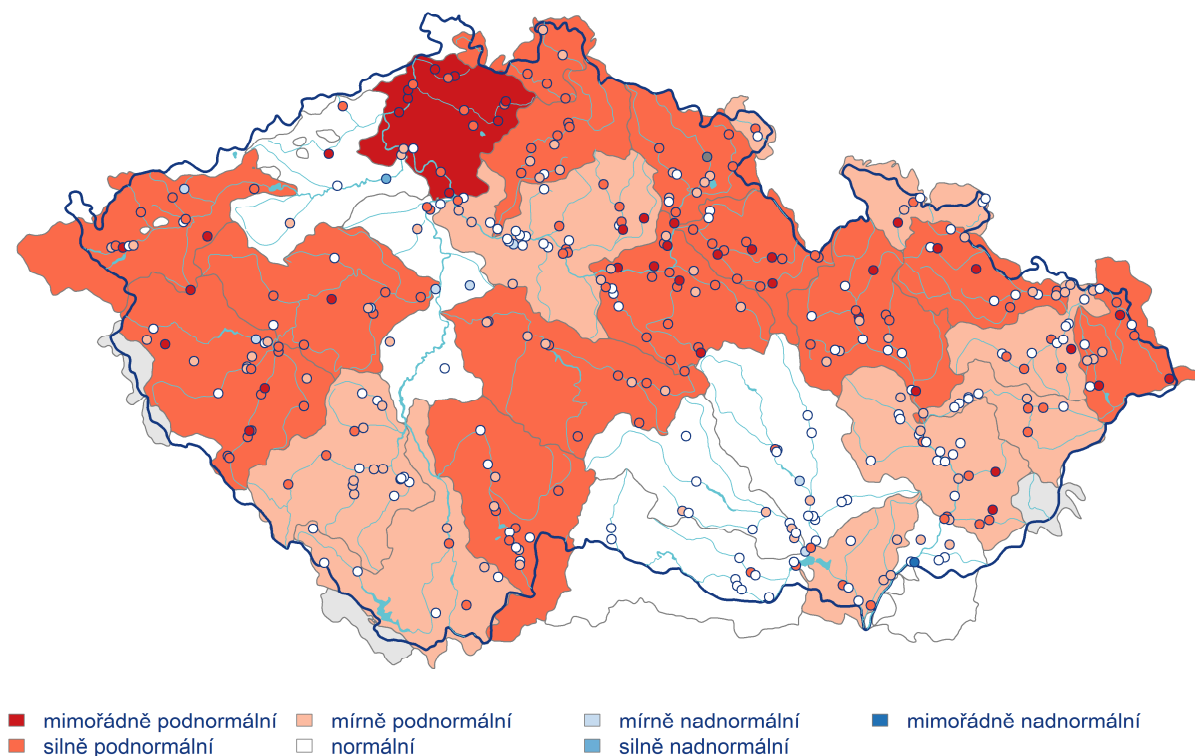 mimořádně podnormální
mírně podnormální
mírně nadnormální
mimořádně nadnormální
silně podnormální
normální
silně nadnormální